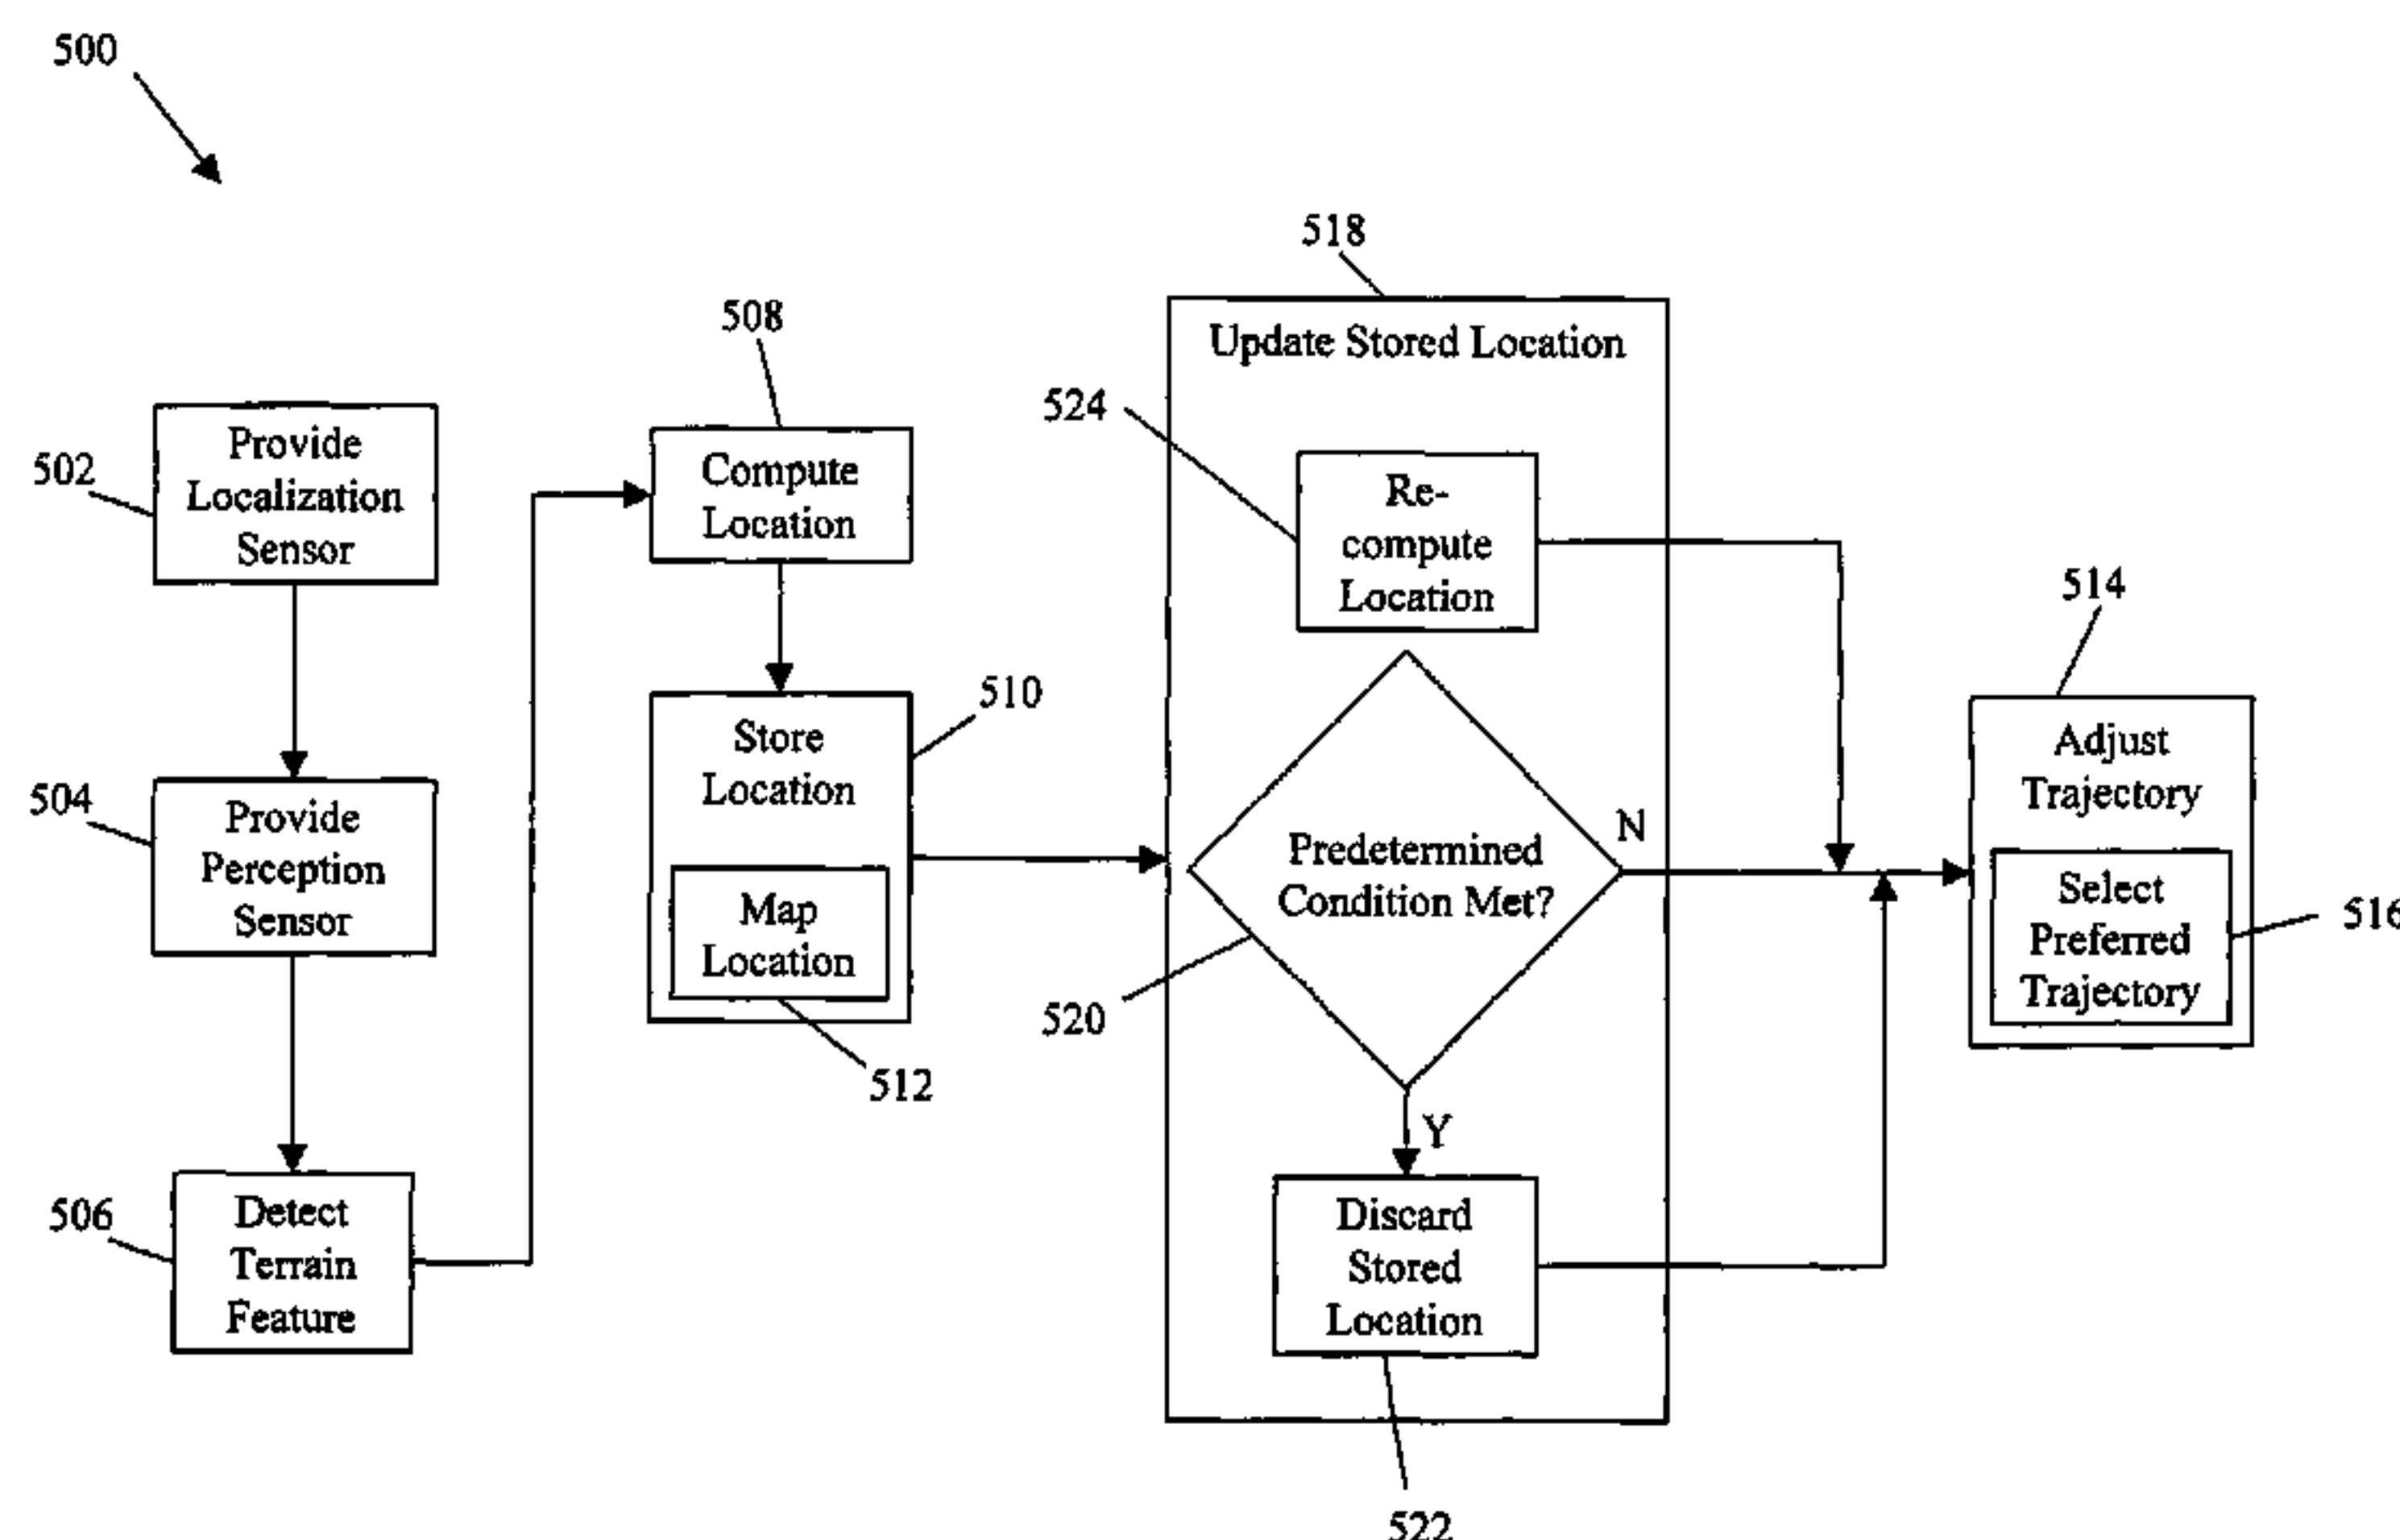 500
502
Provide
Localization
Sensor
504
Provide
Perception
Sensor
506
Detect
Terrain
Feature
508
Compute
Location
510
Store
Location
Map
Location
512
518
Update Stored Location
524
Re-
compute
Location
Predetermined
Condition Met?
N
520
Y
Discard
Stored
Location
522
514
Adjust
Trajectory
Select
Preferred
Trajectory
516